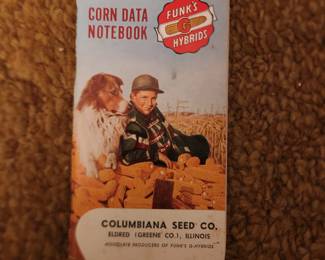 CORN DATA
NOTEBOOK
FUNK'S
G
HYBRIDS
COLUMBIANA SEED CO.
ELDRED (GREENE CO.), ILLINOIS
ASSOCIATE PRODUCERS OF FUNK'S G-HYBRIDS